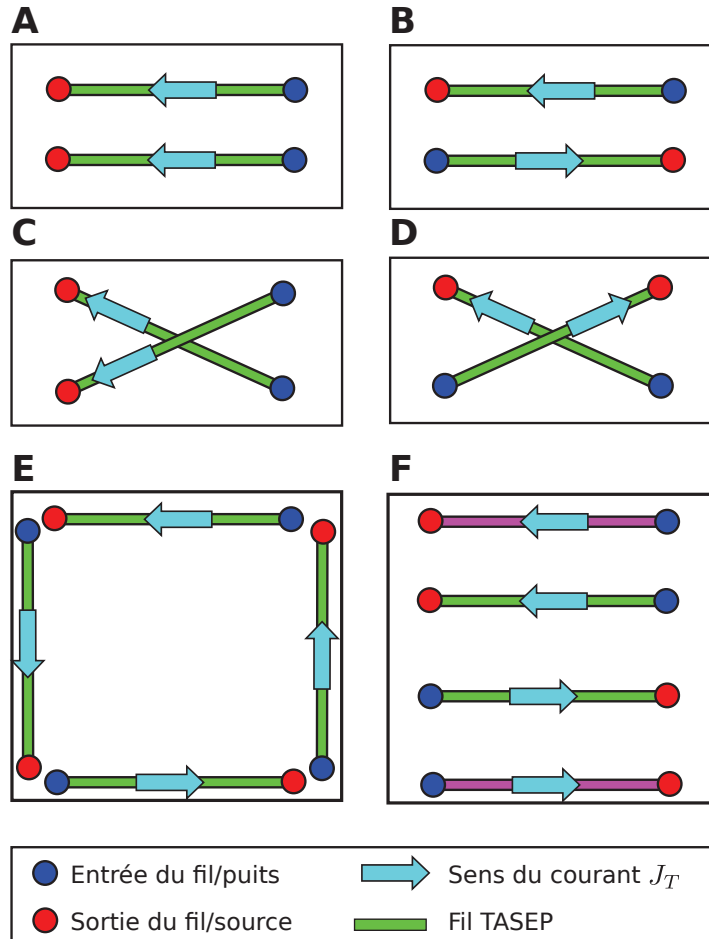 A B
C D
E F
Entrée du fil/puits Sens du courant J_T
Sortie du fil/source Fil TASEP